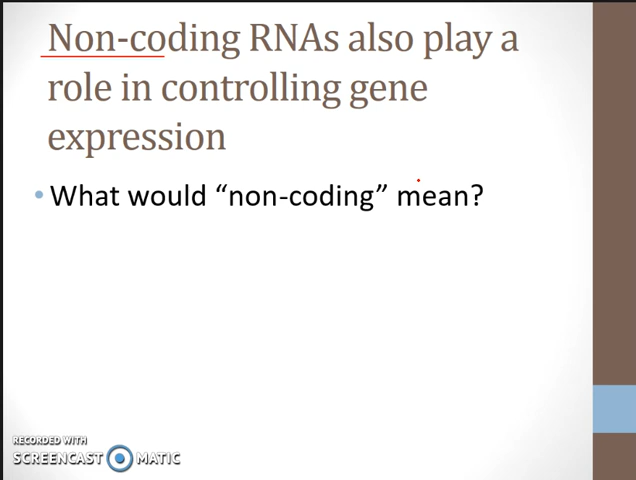 Non-coding RNAs also play a
role in controlling gene
expression
• What would “non-coding” mean?
RECORDED WITH
SCREENCAST MATIC